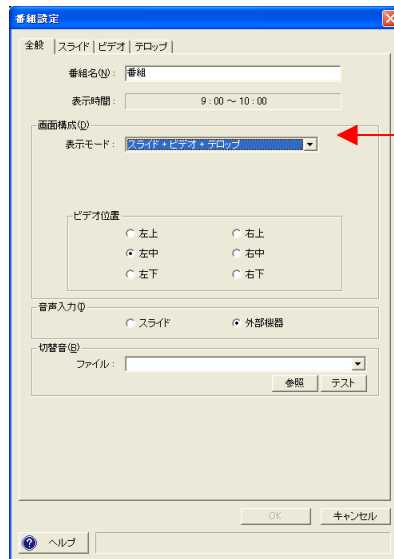 番組設定
全般 スライド ビデオ テロップ
番組名(N)： 番組
表示時間： 9:00 ～ 10:00
画面構成(D)
表示モード： スライド + ビデオ + テロップ
ビデオ位置
左上 右上
左中 右中
左下 右下
音声入力(I)
スライド 外部機器
切替音(B)
ファイル：
参照 テスト
OK キャンセル
? ヘルプ